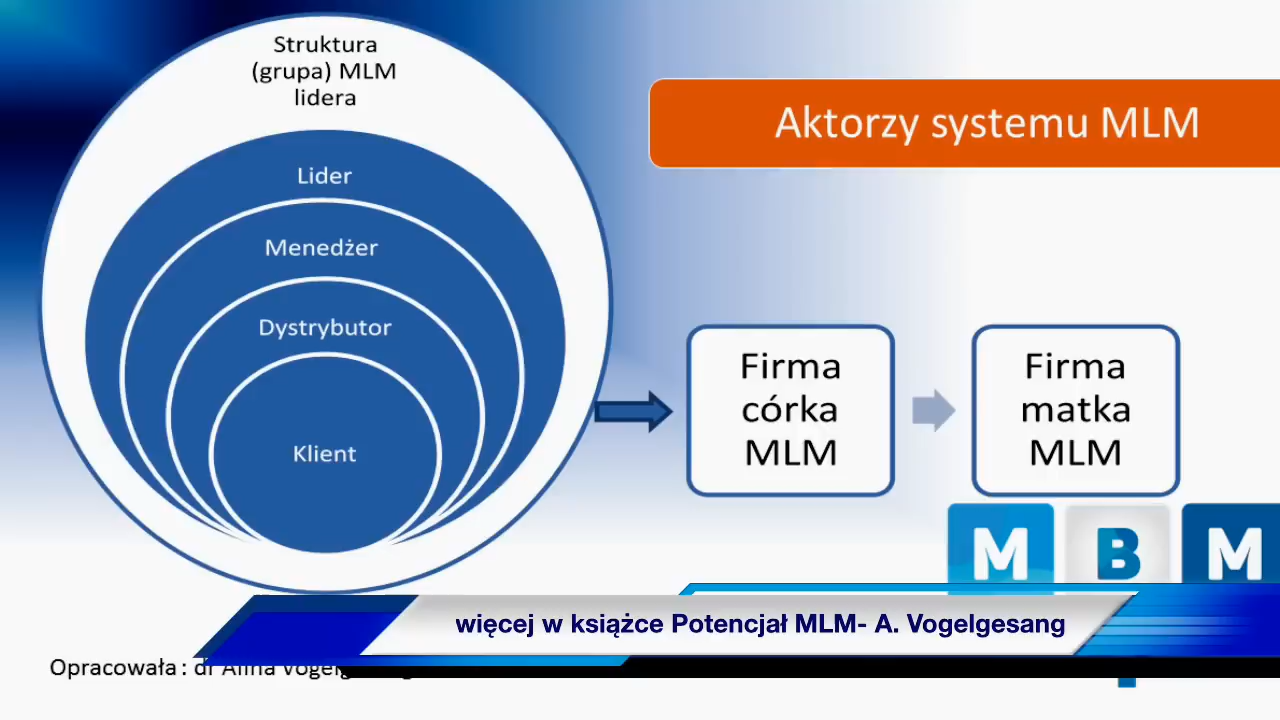 Struktura
(grupa) MLM
lidera
Aktorzy systemu MLM
Lider
Menedżer
Dystrybutor
Klient
Firma
córka
MLM
Firma
matka
MLM
M B M
więcej w książce Potencjał MLM- A. Vogelgesang
Opracowała : dr Alina